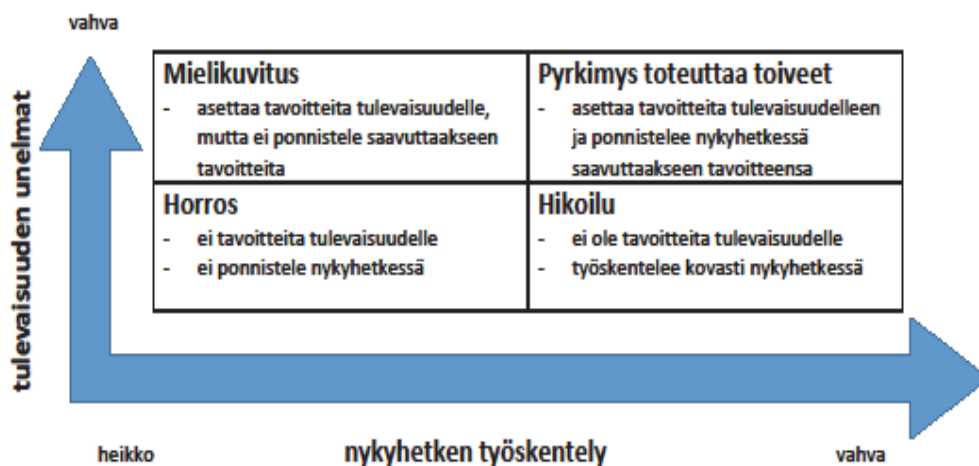 vahva
tulevaisuuden unelmat
Mielikuvitus
- asettaa tavoitteita tulevaisuudelle,
mutta ei ponnistele saavuttaakseen
tavoitteita
Pyrkimys toteuttaa toiveet
- asettaa tavoitteita tulevaisuudelleen
ja ponnistelee nykyhetkessä
saavuttaakseen tavoitteensa
Horros
- ei tavoitteita tulevaisuudelle
- ei ponnistele nykyhetkessä
Hikoilu
- ei ole tavoitteita tulevaisuudelle
- työskentelee kovasti nykyhetkessä
heikko
nykyhetken työskentely
vahva